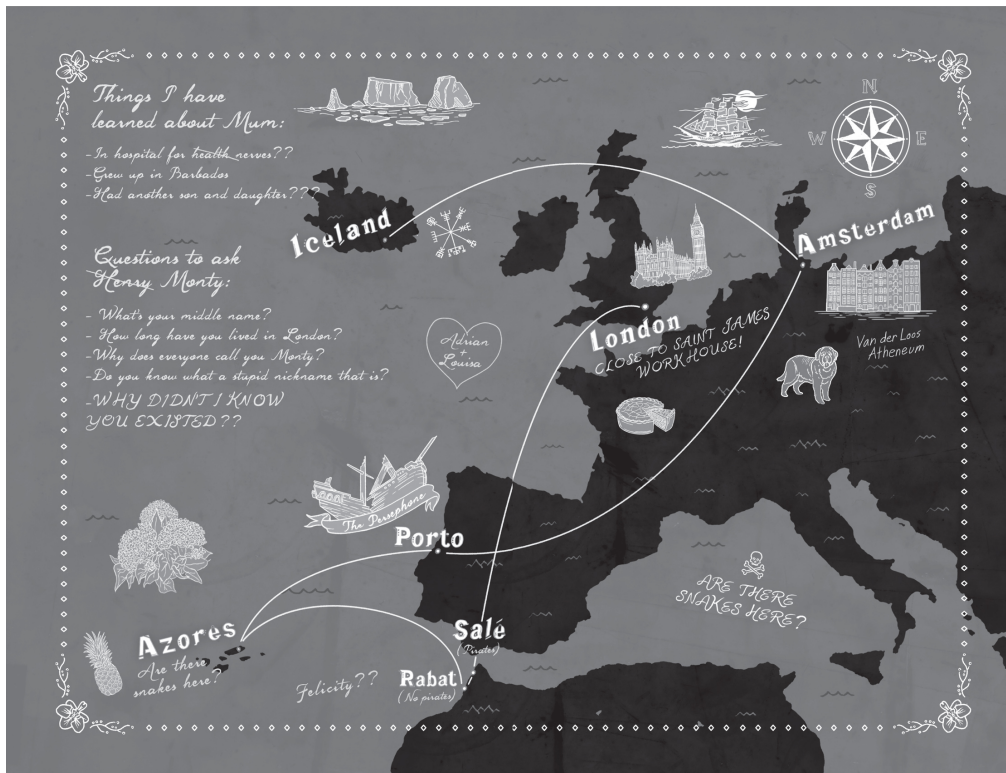 Things I have
learned about Mum:
-In hospital for health nerves??
-Grew up in Barbados
-Had another son and daughter???
Questions to ask
Henry Monty:
- What's your middle name?
- How long have you lived in London?
-Why does everyone call you Monty?
-Do you know what a stupid nickname that is?
-WHY DIDNT I KNOW
YOU EXISTED??
N
W
E
S
Iceland
Amsterdam
London
CLOSE TO SAINT JAMES
WORKHOUSE!
Van der Loos
Atheneum
Adrian
+
Louisa
The Persephone
Porto
ARE THERE
SNAKES HERE?
Azores
Are there
snakes here?
Salé
(Pirates)
Felicity??
Rabat
(No pirates)